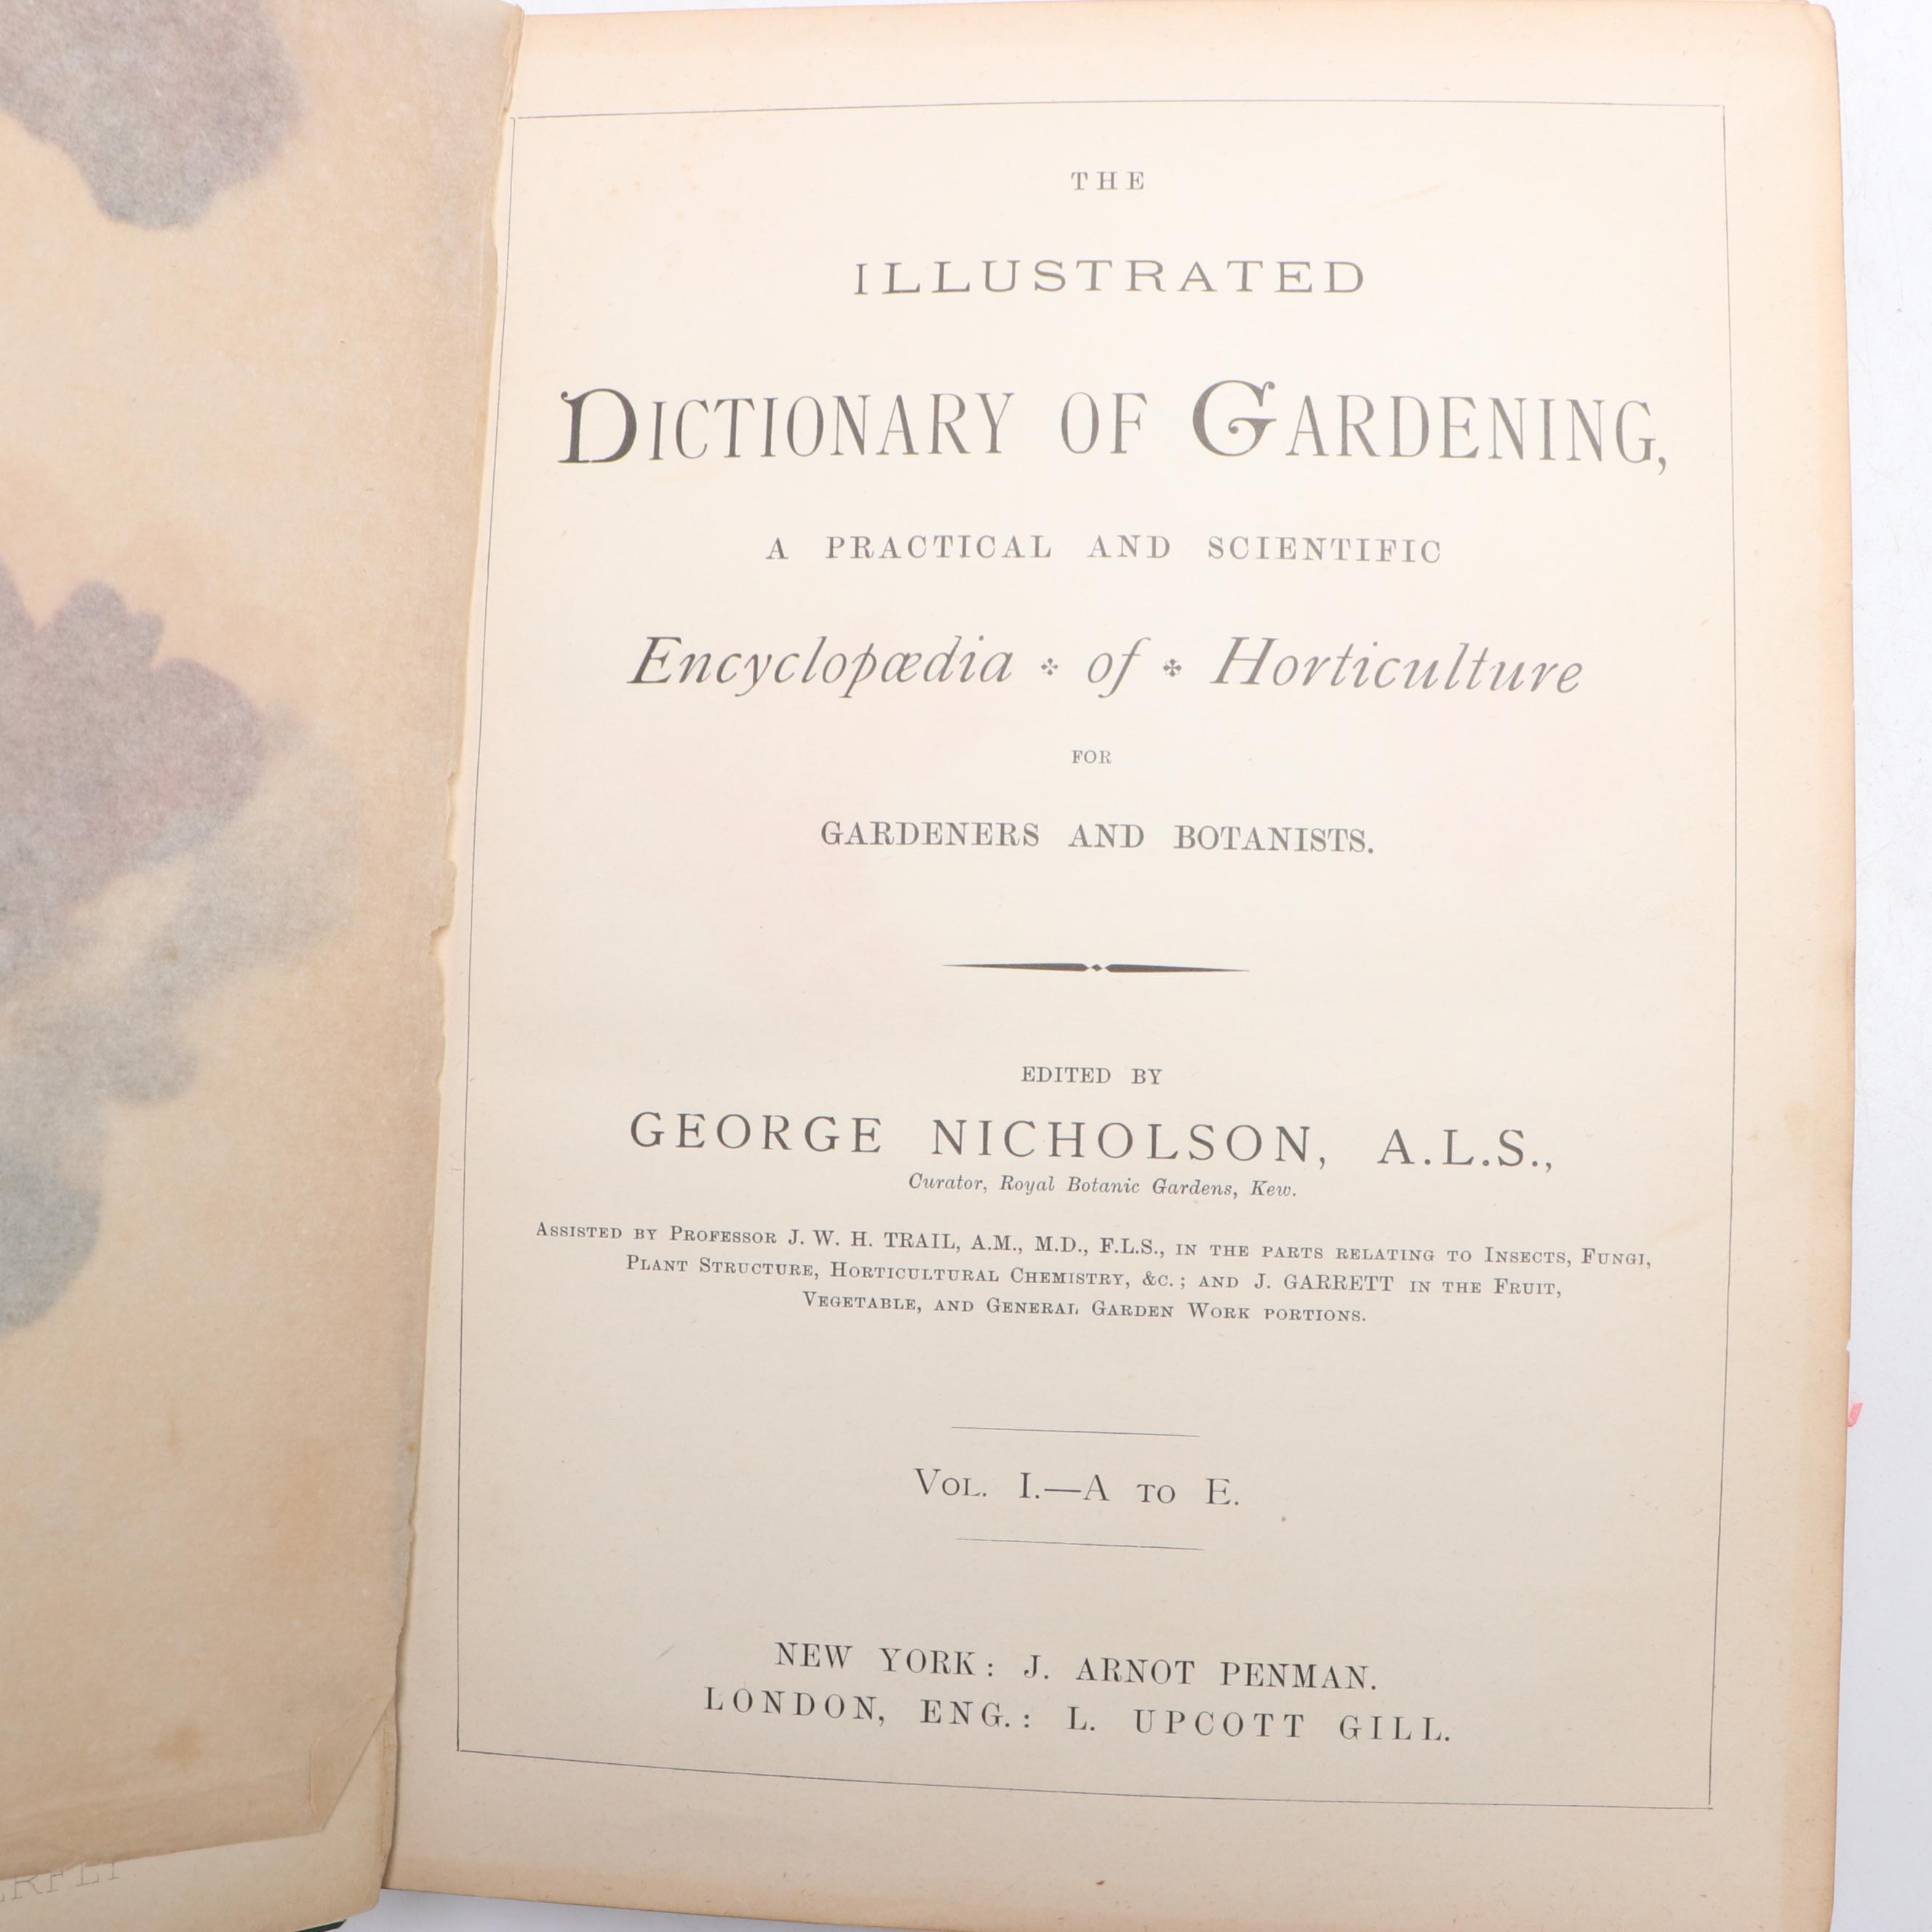 THE
ILLUSTRATED
DICTIONARY OF GARDENING,
A PRACTICAL AND SCIENTIFIC
Encyclopædia of Horticulture
FOR
GARDENERS AND BOTANISTS.
EDITED BY
GEORGE NICHOLSON, A.L.S.,
Curator, Royal Botanic Gardens, Kew.
ASSISTED BY PROFESSOR J. W. H. TRAIL, A.M., M.D., F.L.S., IN THE PARTS RELATING TO INSECTS, FUNGI,
PLANT STRUCTURE, HORTICULTURAL CHEMISTRY, &C.; AND J. GARRETT IN THE FRUIT,
VEGETABLE, AND GENERAL GARDEN WORK PORTIONS.
VOL. I.—A TO E.
NEW YORK: J. ARNOT PENMAN.
LONDON, ENG.: L. UPCOTT GILL.